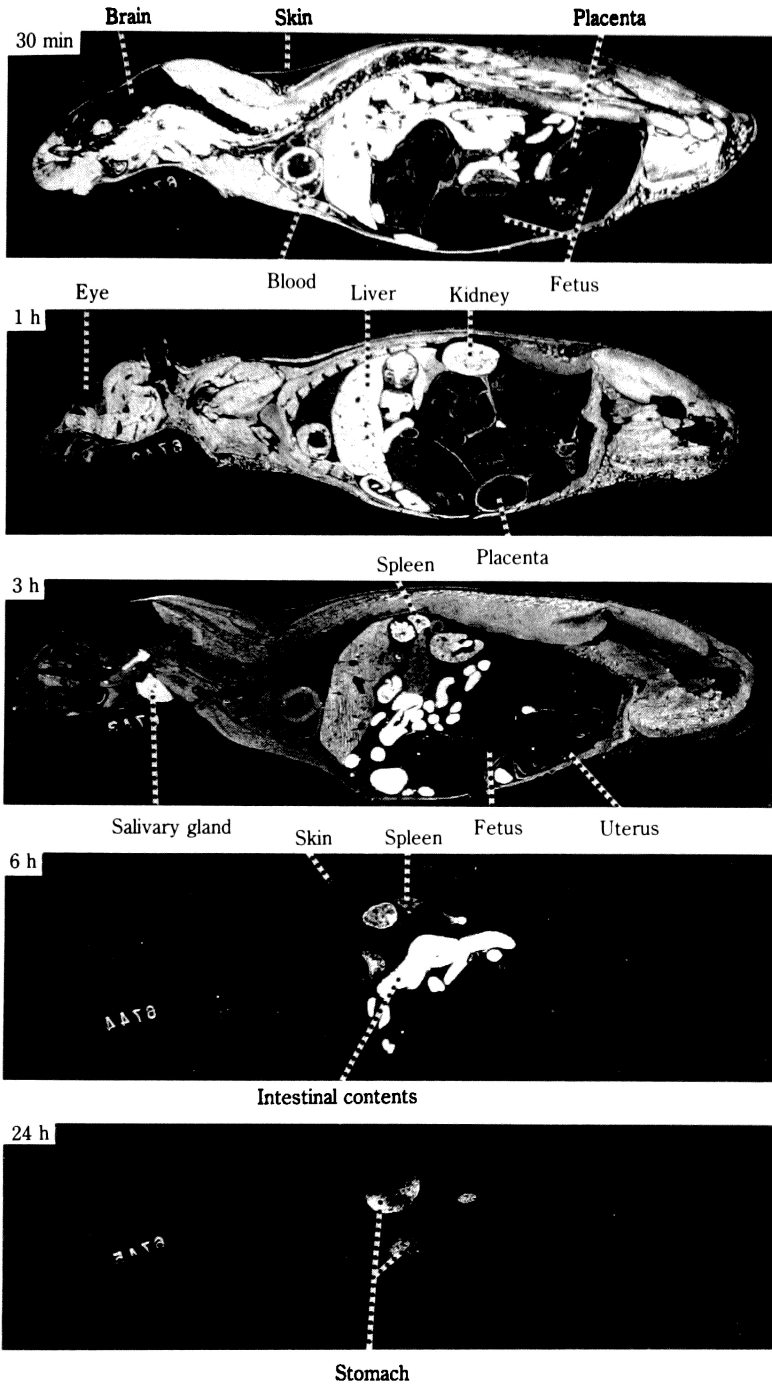 Brain Skin Placenta
30 min
Blood Fetus
Eye Liver Kidney
1 h
Placenta
Spleen
3 h
Salivary gland Skin Spleen Fetus Uterus
6 h
6744
Intestinal contents
24 h
6745
Stomach